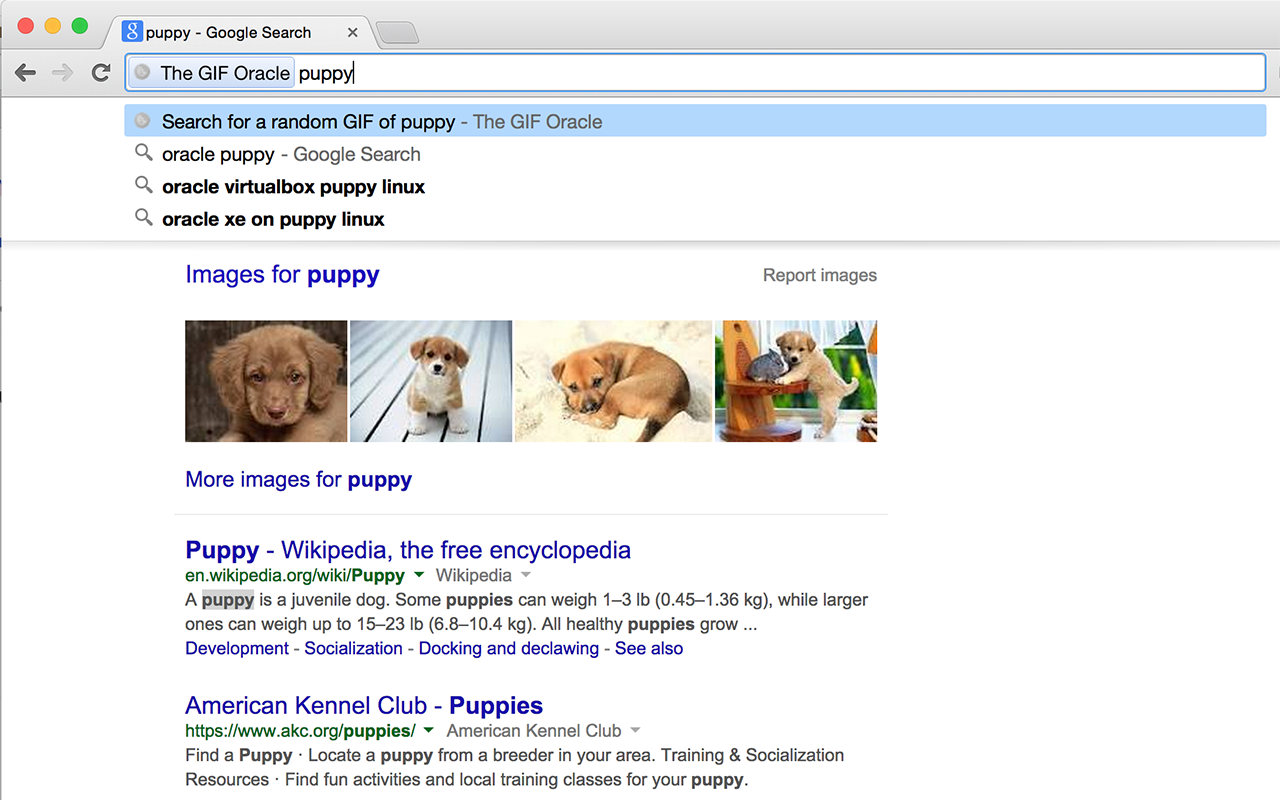 puppy - Google Search
The GIF Oracle puppy
Search for a random GIF of puppy - The GIF Oracle
oracle puppy - Google Search
oracle virtualbox puppy linux
oracle xe on puppy linux
Images for puppy
Report images
More images for puppy
Puppy - Wikipedia, the free encyclopedia
en.wikipedia.org/wiki/Puppy Wikipedia
A puppy is a juvenile dog. Some puppies can weigh 1–3 lb (0.45–1.36 kg), while larger
ones can weigh up to 15–23 lb (6.8–10.4 kg). All healthy puppies grow ...
Development - Socialization - Docking and declawing - See also
American Kennel Club - Puppies
https://www.akc.org/puppies/ American Kennel Club
Find a Puppy · Locate a puppy from a breeder in your area. Training & Socialization
Resources · Find fun activities and local training classes for your puppy.